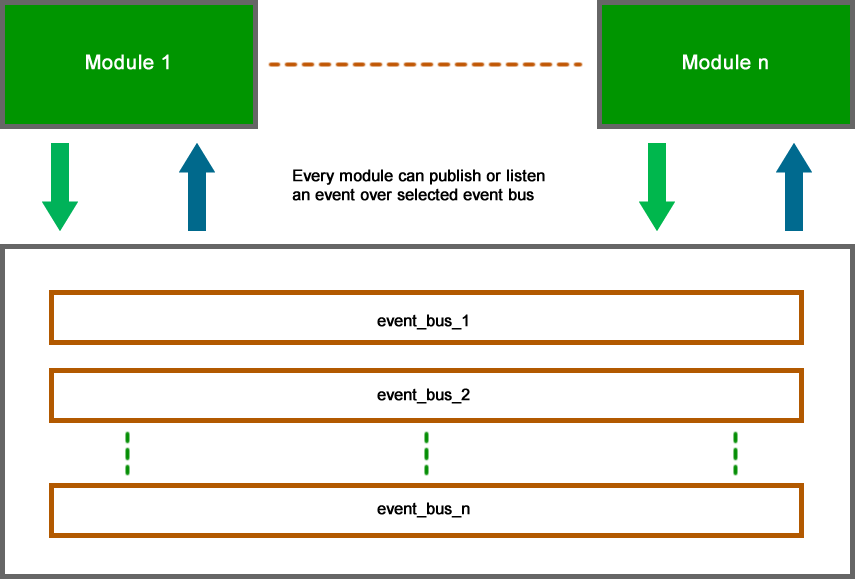 Module 1
Module n
Every module can publish or listen
an event over selected event bus
event_bus_1
event_bus_2
event_bus_n